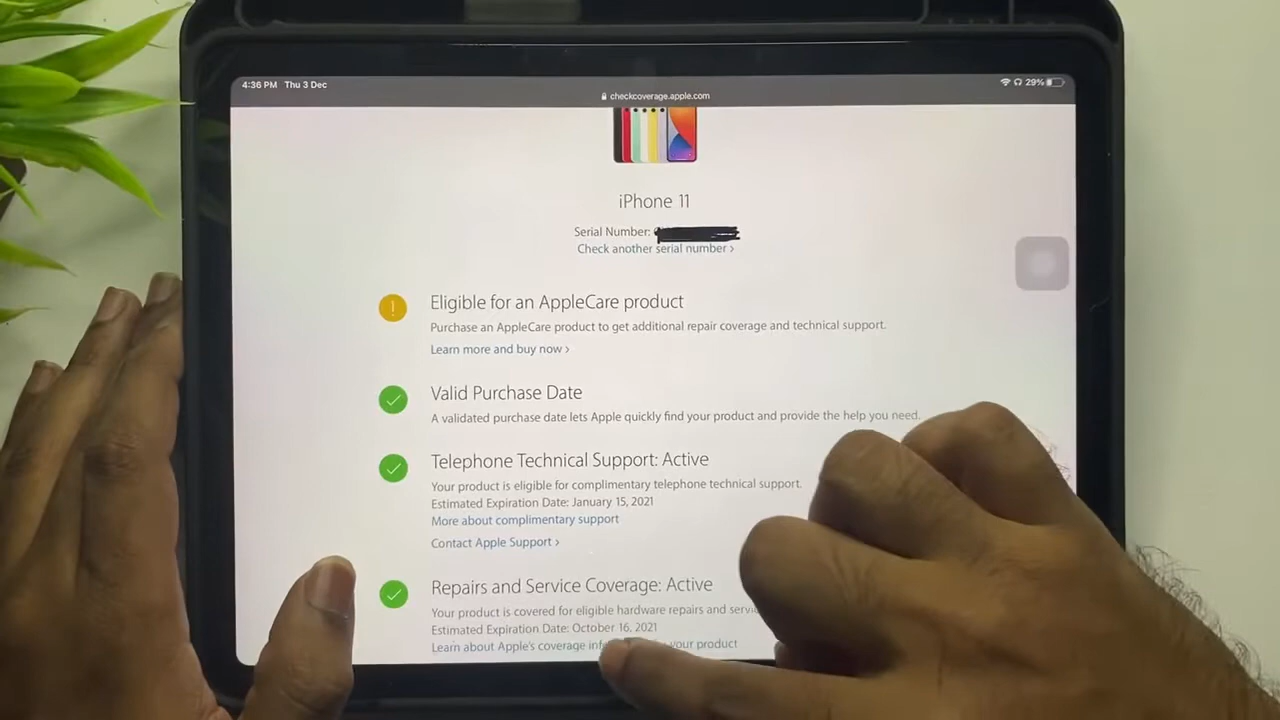 4:36 PM Thu 3 Dec
29%
checkcoverage.apple.com
iPhone 11
Serial Number:
Check another serial number ›
Eligible for an AppleCare product
Purchase an AppleCare product to get additional repair coverage and technical support.
Learn more and buy now ›
Valid Purchase Date
A validated purchase date lets Apple quickly find your product and provide the help you need.
Telephone Technical Support: Active
Your product is eligible for complimentary telephone technical support.
Estimated Expiration Date: January 15, 2021
More about complimentary support
Contact Apple Support ›
Repairs and Service Coverage: Active
Your product is covered for eligible hardware repairs and
Estimated Expiration Date: October 16, 2021
Learn about Apple's coverage your product